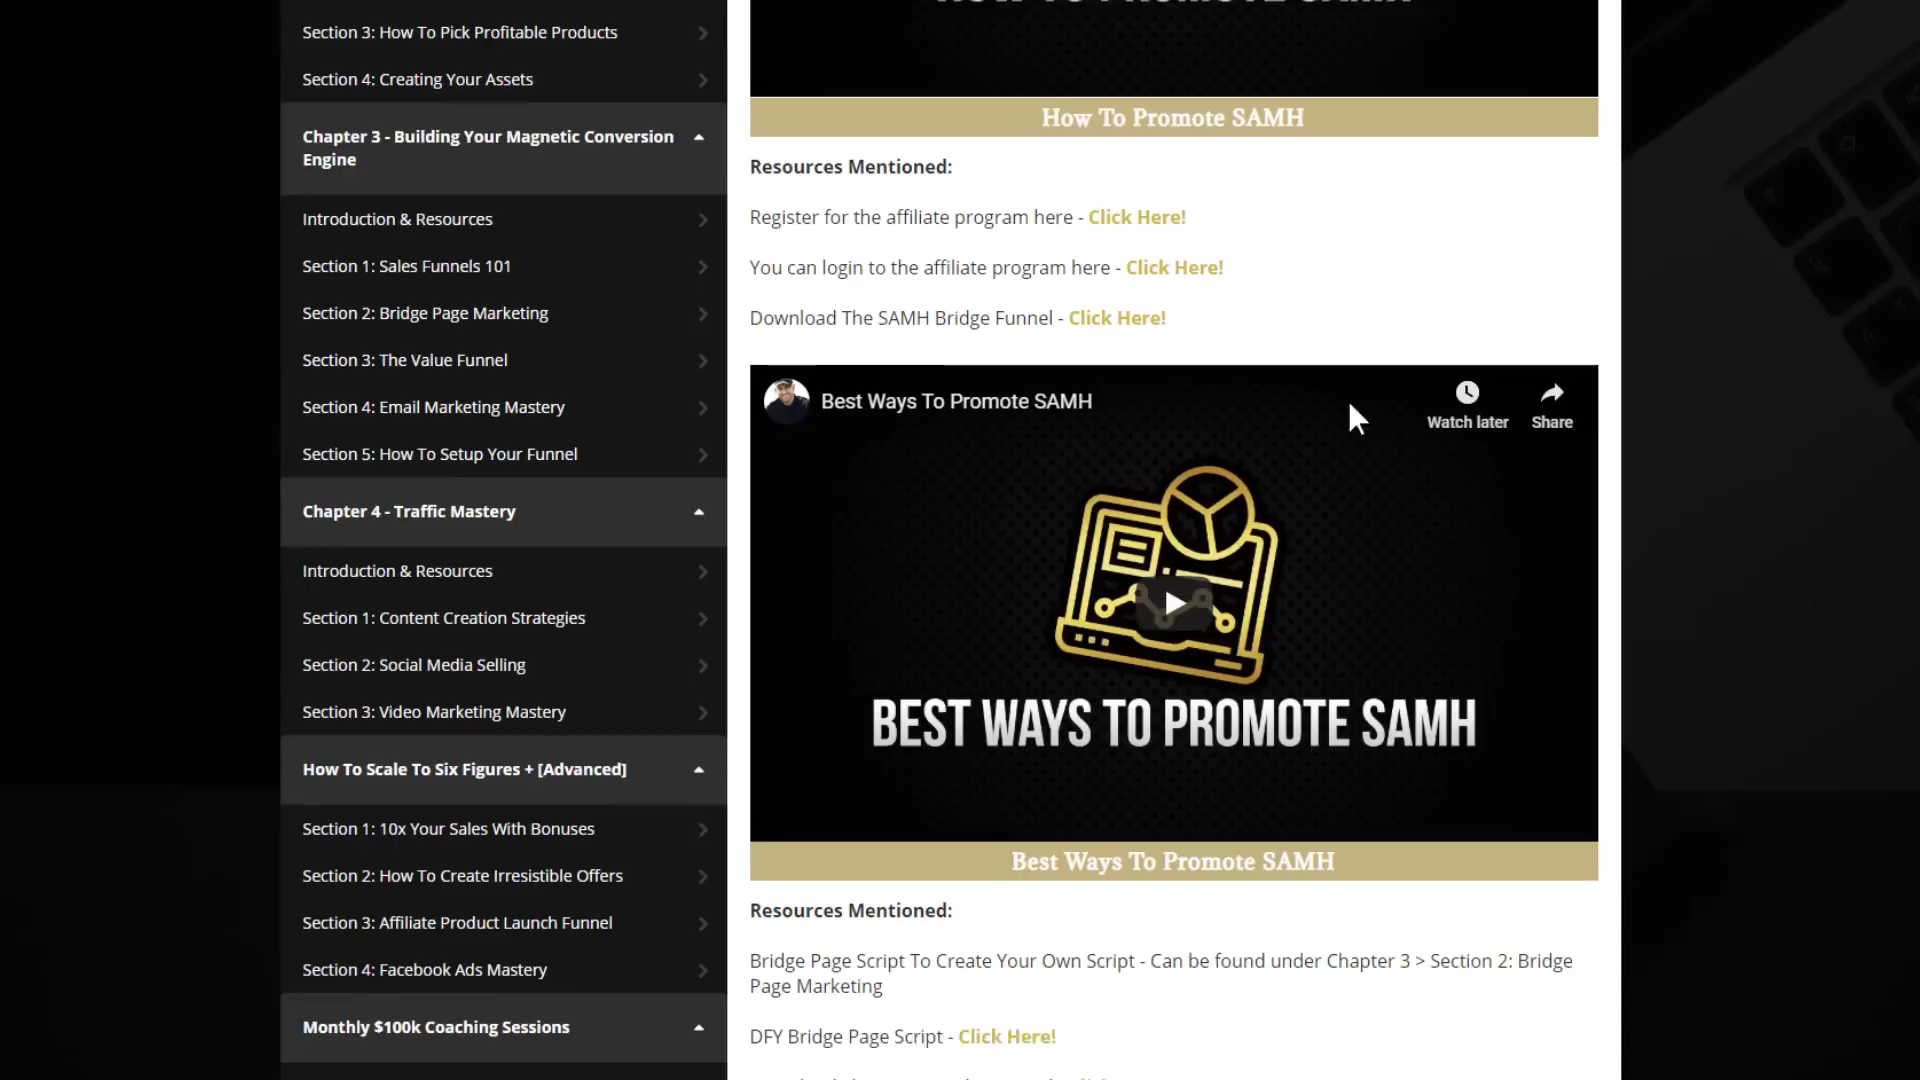 Section 3: How To Pick Profitable Products
Section 4: Creating Your Assets
Chapter 3 - Building Your Magnetic Conversion
Engine
Introduction & Resources
Section 1: Sales Funnels 101
Section 2: Bridge Page Marketing
Section 3: The Value Funnel
Section 4: Email Marketing Mastery
Section 5: How To Setup Your Funnel
Chapter 4 - Traffic Mastery
Introduction & Resources
Section 1: Content Creation Strategies
Section 2: Social Media Selling
Section 3: Video Marketing Mastery
How To Scale To Six Figures + [Advanced]
Section 1: 10x Your Sales With Bonuses
Section 2: How To Create Irresistible Offers
Section 3: Affiliate Product Launch Funnel
Section 4: Facebook Ads Mastery
Monthly $100k Coaching Sessions
HOW TO PROMOTE SAMH
How To Promote SAMH
Resources Mentioned:
Register for the affiliate program here - Click Here!
You can login to the affiliate program here - Click Here!
Download The SAMH Bridge Funnel - Click Here!
Best Ways To Promote SAMH
Watch later
Share
BEST WAYS TO PROMOTE SAMH
Best Ways To Promote SAMH
Resources Mentioned:
Bridge Page Script To Create Your Own Script - Can be found under Chapter 3 > Section 2: Bridge
Page Marketing
DFY Bridge Page Script - Click Here!